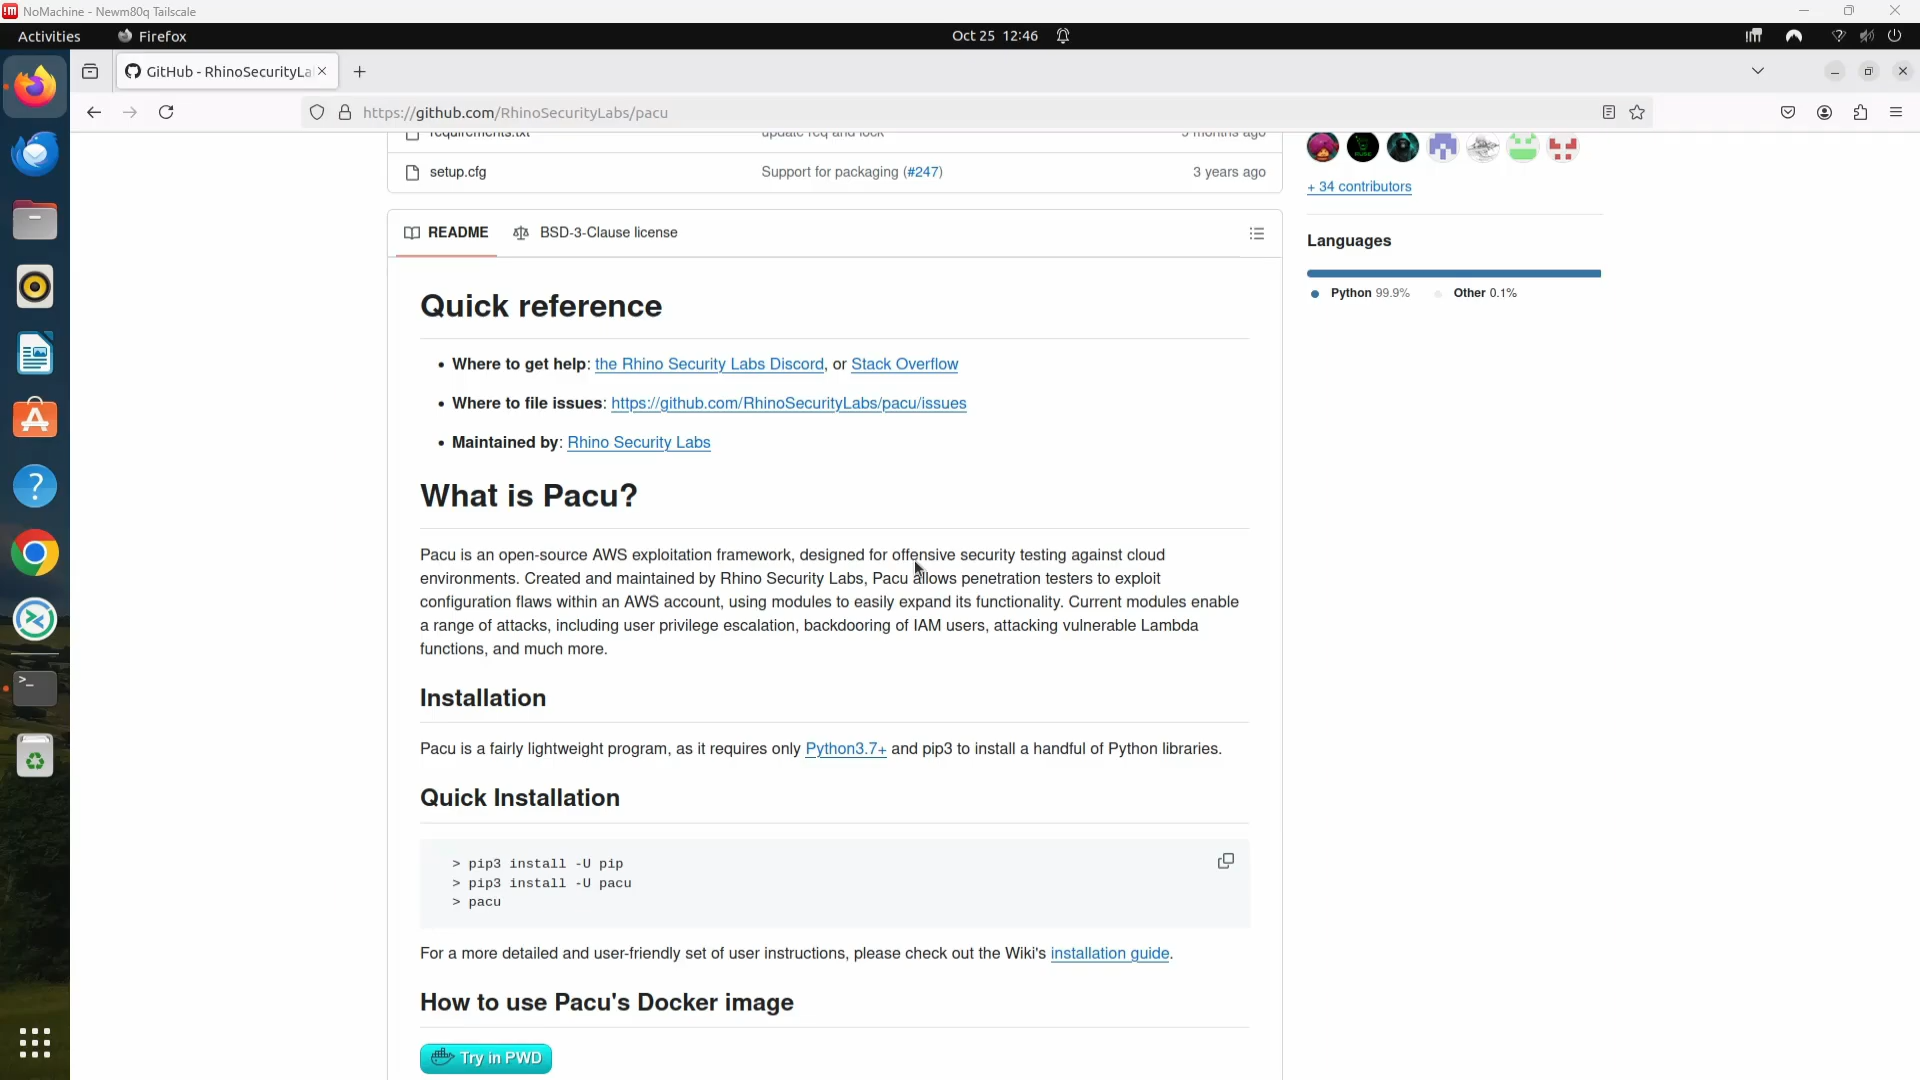 NoMachine - Newm80q Tailscale
Activities
Firefox
Oct 25 12:46
GitHub - RhinoSecurityLa
https://github.com/RhinoSecurityLabs/pacu
requirements.txt
update req and lock
months ago
setup.cfg
Support for packaging (#247)
3 years ago
+ 34 contributors
README
BSD-3-Clause license
Languages
Python 99.9%
Other 0.1%
Quick reference
• Where to get help: the Rhino Security Labs Discord, or Stack Overflow
• Where to file issues: https://github.com/RhinoSecurityLabs/pacu/issues
• Maintained by: Rhino Security Labs
What is Pacu?
Pacu is an open-source AWS exploitation framework, designed for offensive security testing against cloud
environments. Created and maintained by Rhino Security Labs, Pacu allows penetration testers to exploit
configuration flaws within an AWS account, using modules to easily expand its functionality. Current modules enable
a range of attacks, including user privilege escalation, backdooring of IAM users, attacking vulnerable Lambda
functions, and much more.
Installation
Pacu is a fairly lightweight program, as it requires only Python3.7+ and pip3 to install a handful of Python libraries.
Quick Installation
> pip3 install -U pip
> pip3 install -U pacu
> pacu
For a more detailed and user-friendly set of user instructions, please check out the Wiki's installation guide.
How to use Pacu's Docker image
Try in PWD